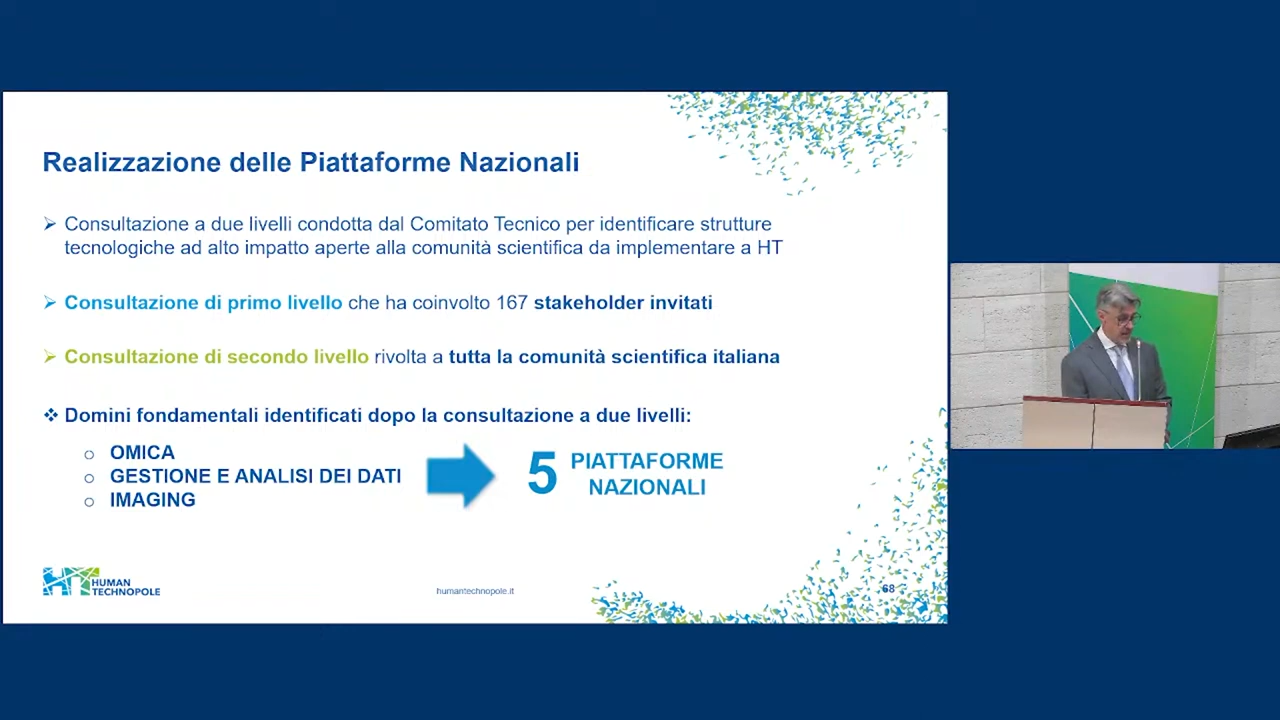 Realizzazione delle Piattaforme Nazionali
Consultazione a due livelli condotta dal Comitato Tecnico per identificare strutture
tecnologiche ad alto impatto aperte alla comunità scientifica da implementare a HT
Consultazione di primo livello che ha coinvolto 167 stakeholder invitati
Consultazione di secondo livello rivolta a tutta la comunità scientifica italiana
Domini fondamentali identificati dopo la consultazione a due livelli:
OMICA
GESTIONE E ANALISI DEI DATI
IMAGING
5 PIATTAFORME
NAZIONALI
HT HUMAN
TECHNOPOLE
humantechnopole.it
68